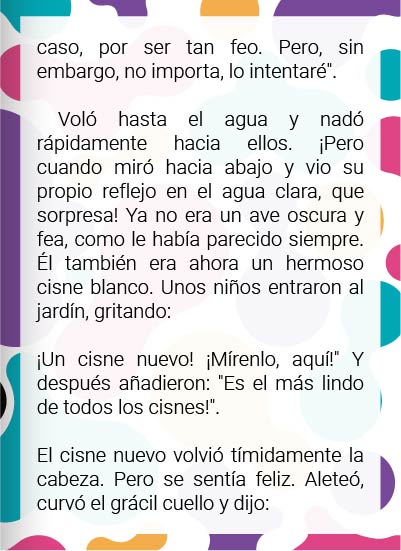 caso, por ser tan feo. Pero, sin
embargo, no importa, lo intentaré".
Voló hasta el agua y nadó
rápidamente hacia ellos. ¡Pero
cuando miró hacia abajo y vio su
propio reflejo en el agua clara, que
sorpresa! Ya no era un ave oscura y
fea, como le había parecido siempre.
Él también era ahora un hermoso
cisne blanco. Unos niños entraron al
jardín, gritando:
¡Un cisne nuevo! ¡Mírenlo, aquí!" Y
después añadieron: "Es el más lindo
de todos los cisnes!".
El cisne nuevo volvió tímidamente la
cabeza. Pero se sentía feliz. Aleteó,
curvó el grácil cuello y dijo: